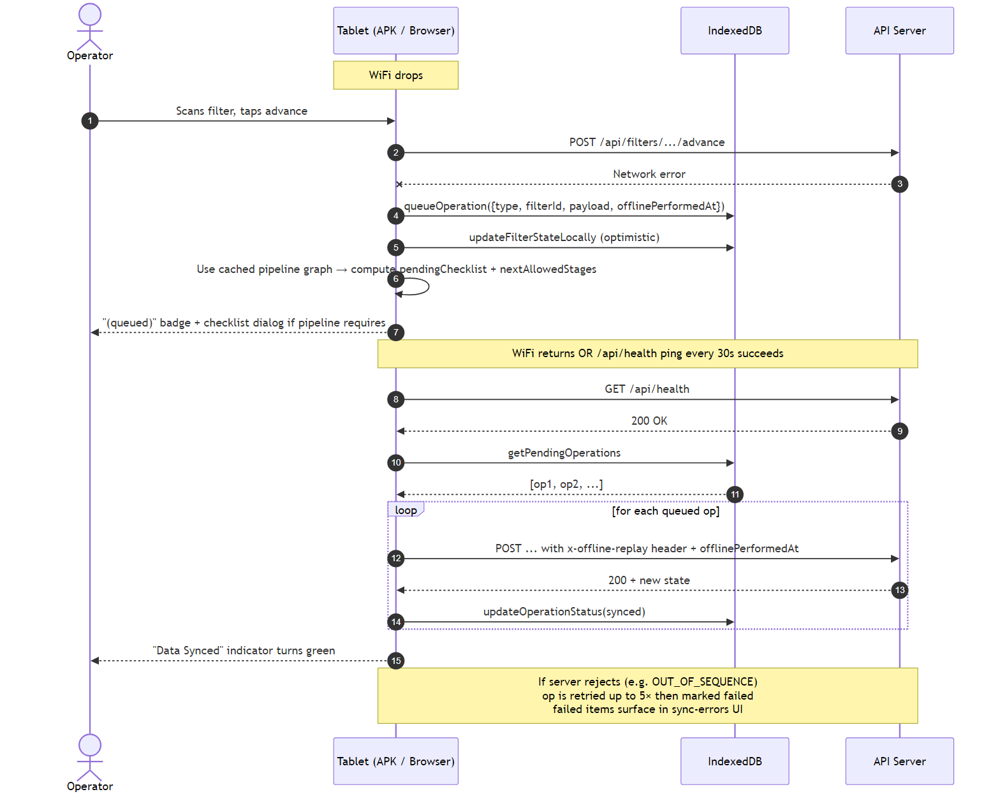 Operator
Tablet (APK / Browser)
IndexedDB
API Server
WiFi drops
Scans filter, taps advance
1
POST /api/filters/.../advance
2
Network error
3
queueOperation({type, filterId, payload, offlinePerformedAt})
4
updateFilterStateLocally (optimistic)
5
Use cached pipeline graph → compute pendingChecklist + nextAllowedStages
6
"(queued)" badge + checklist dialog if pipeline requires
7
WiFi returns OR /api/health ping every 30s succeeds
GET /api/health
8
200 OK
9
getPendingOperations
10
[op1, op2, ...]
11
loop
[for each queued op]
POST ... with x-offline-replay header + offlinePerformedAt
12
200 + new state
13
updateOperationStatus(synced)
14
"Data Synced" indicator turns green
15
If server rejects (e.g. OUT_OF_SEQUENCE)
op is retried up to 5× then marked failed
failed items surface in sync-errors UI
Operator
Tablet (APK / Browser)
IndexedDB
API Server